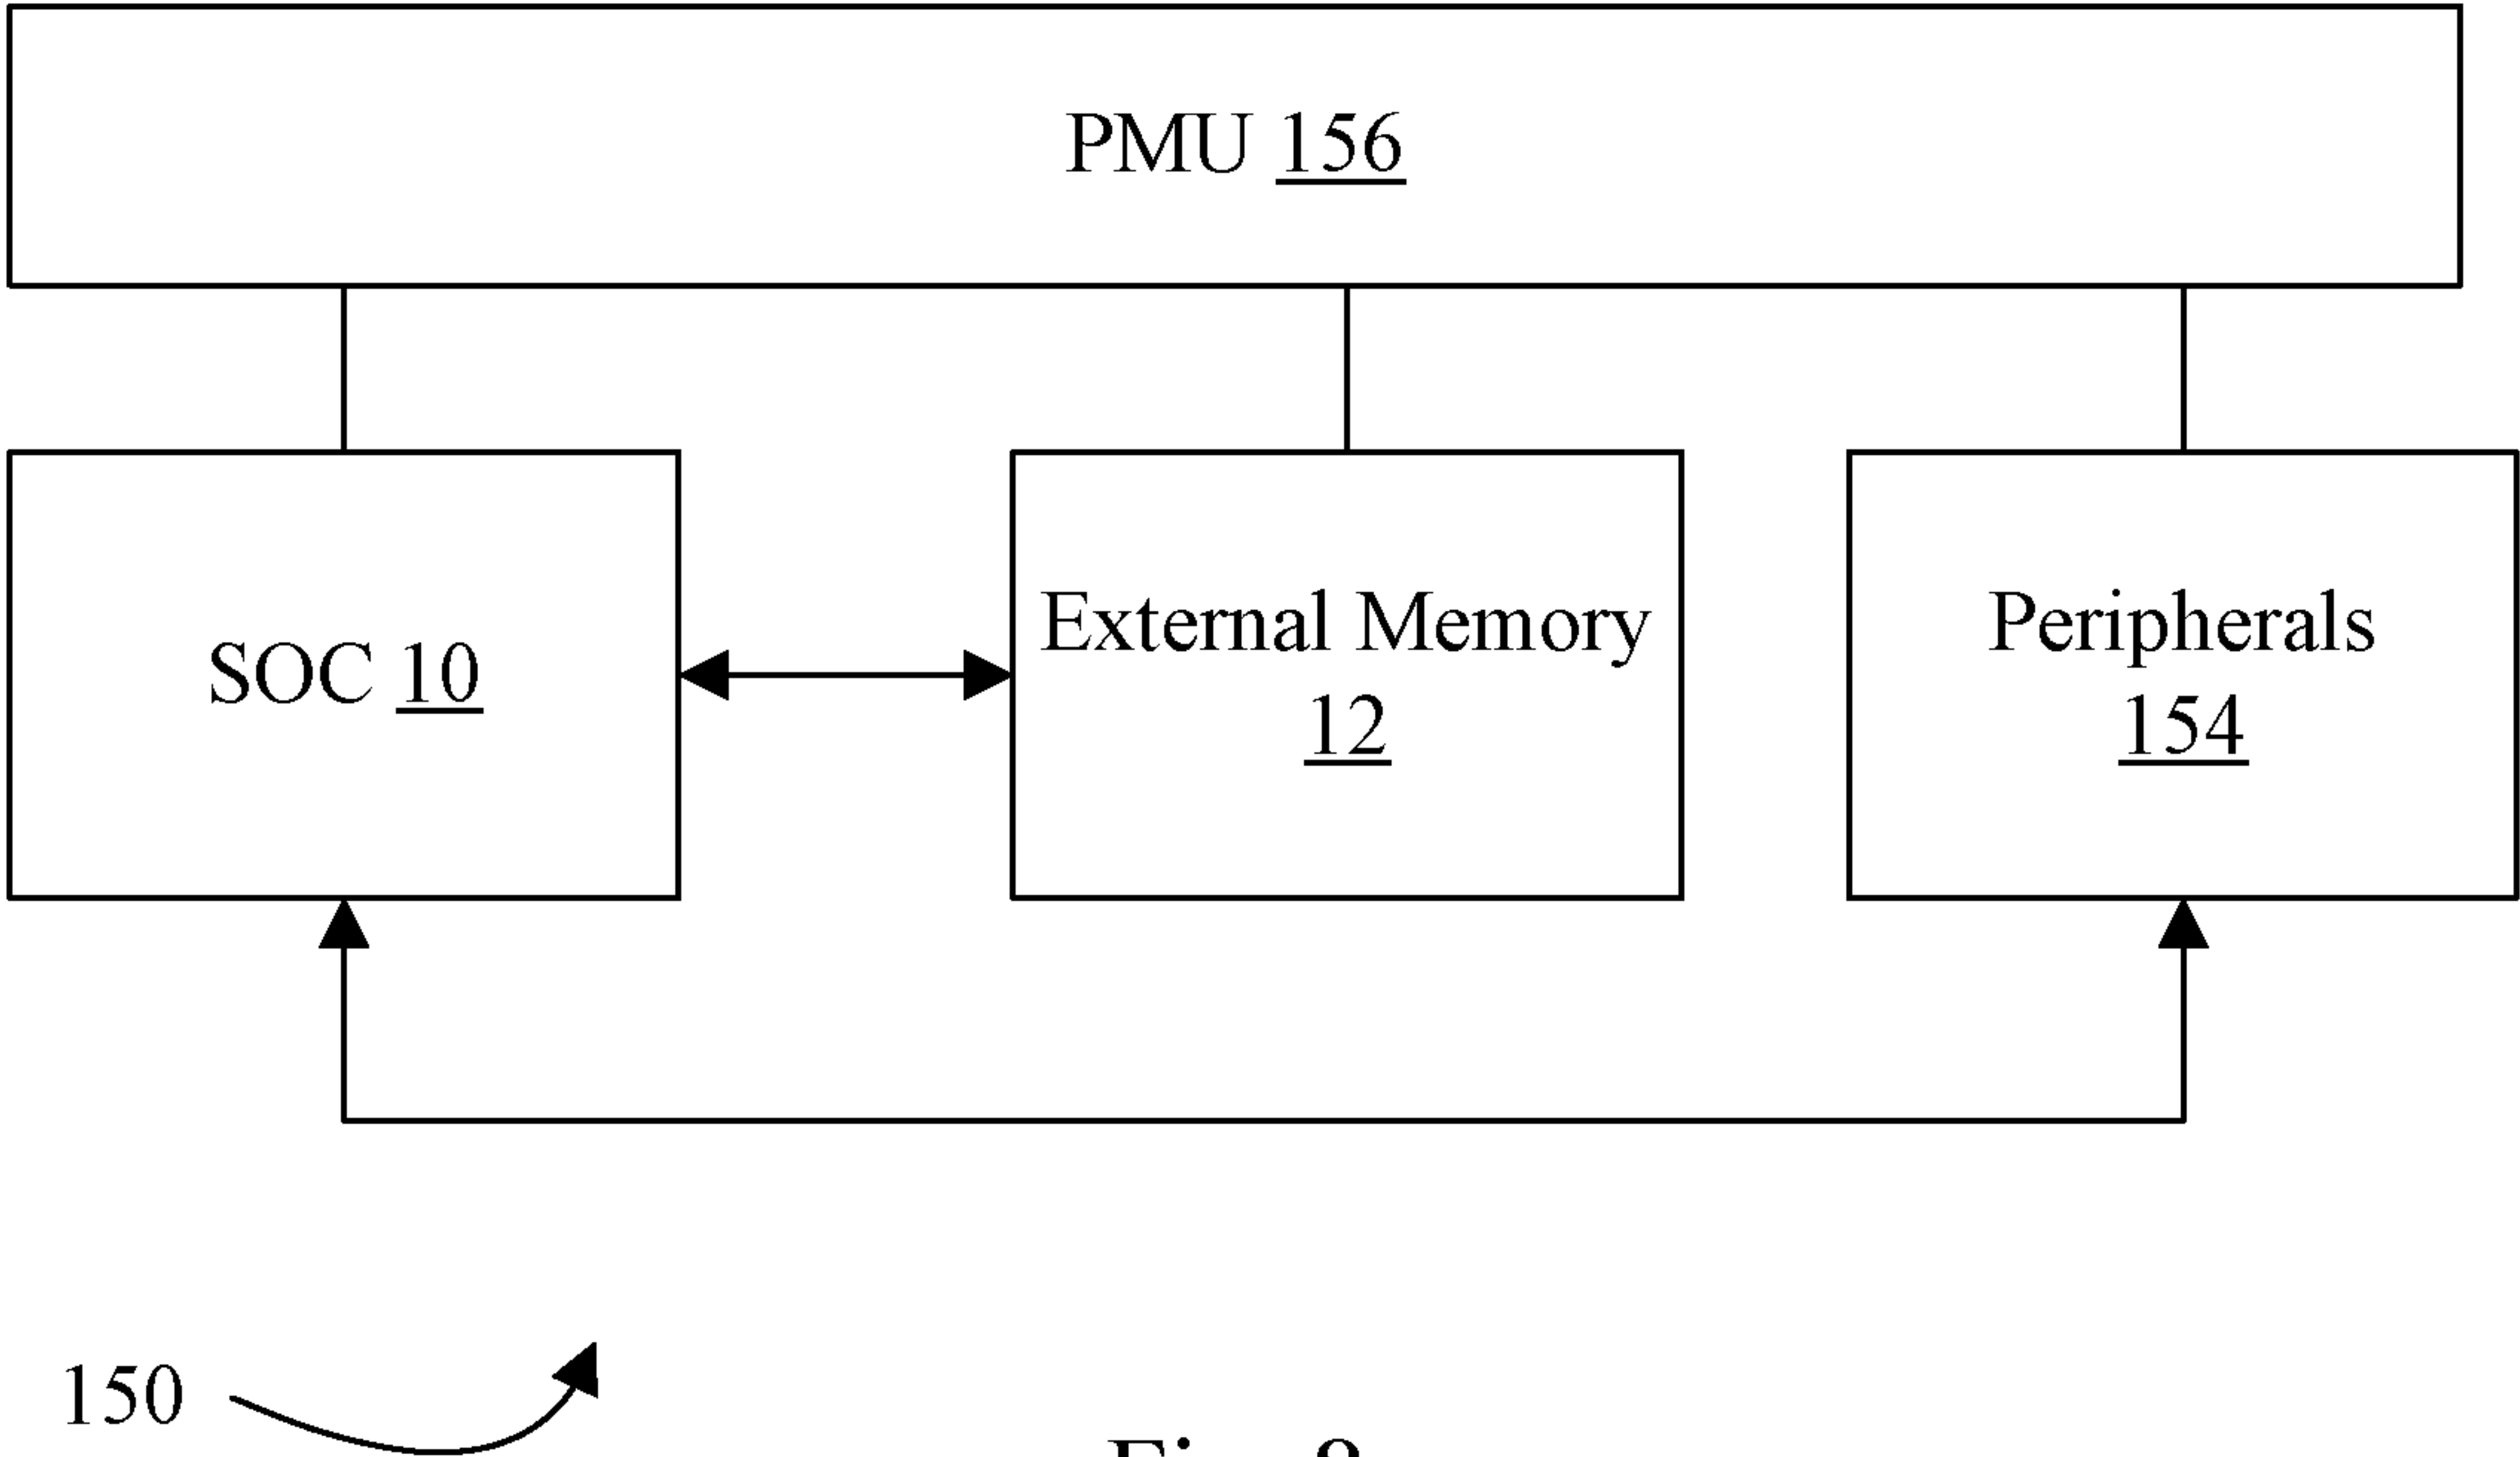 PMU 156
SOC 10
External Memory
12
Peripherals
154
150